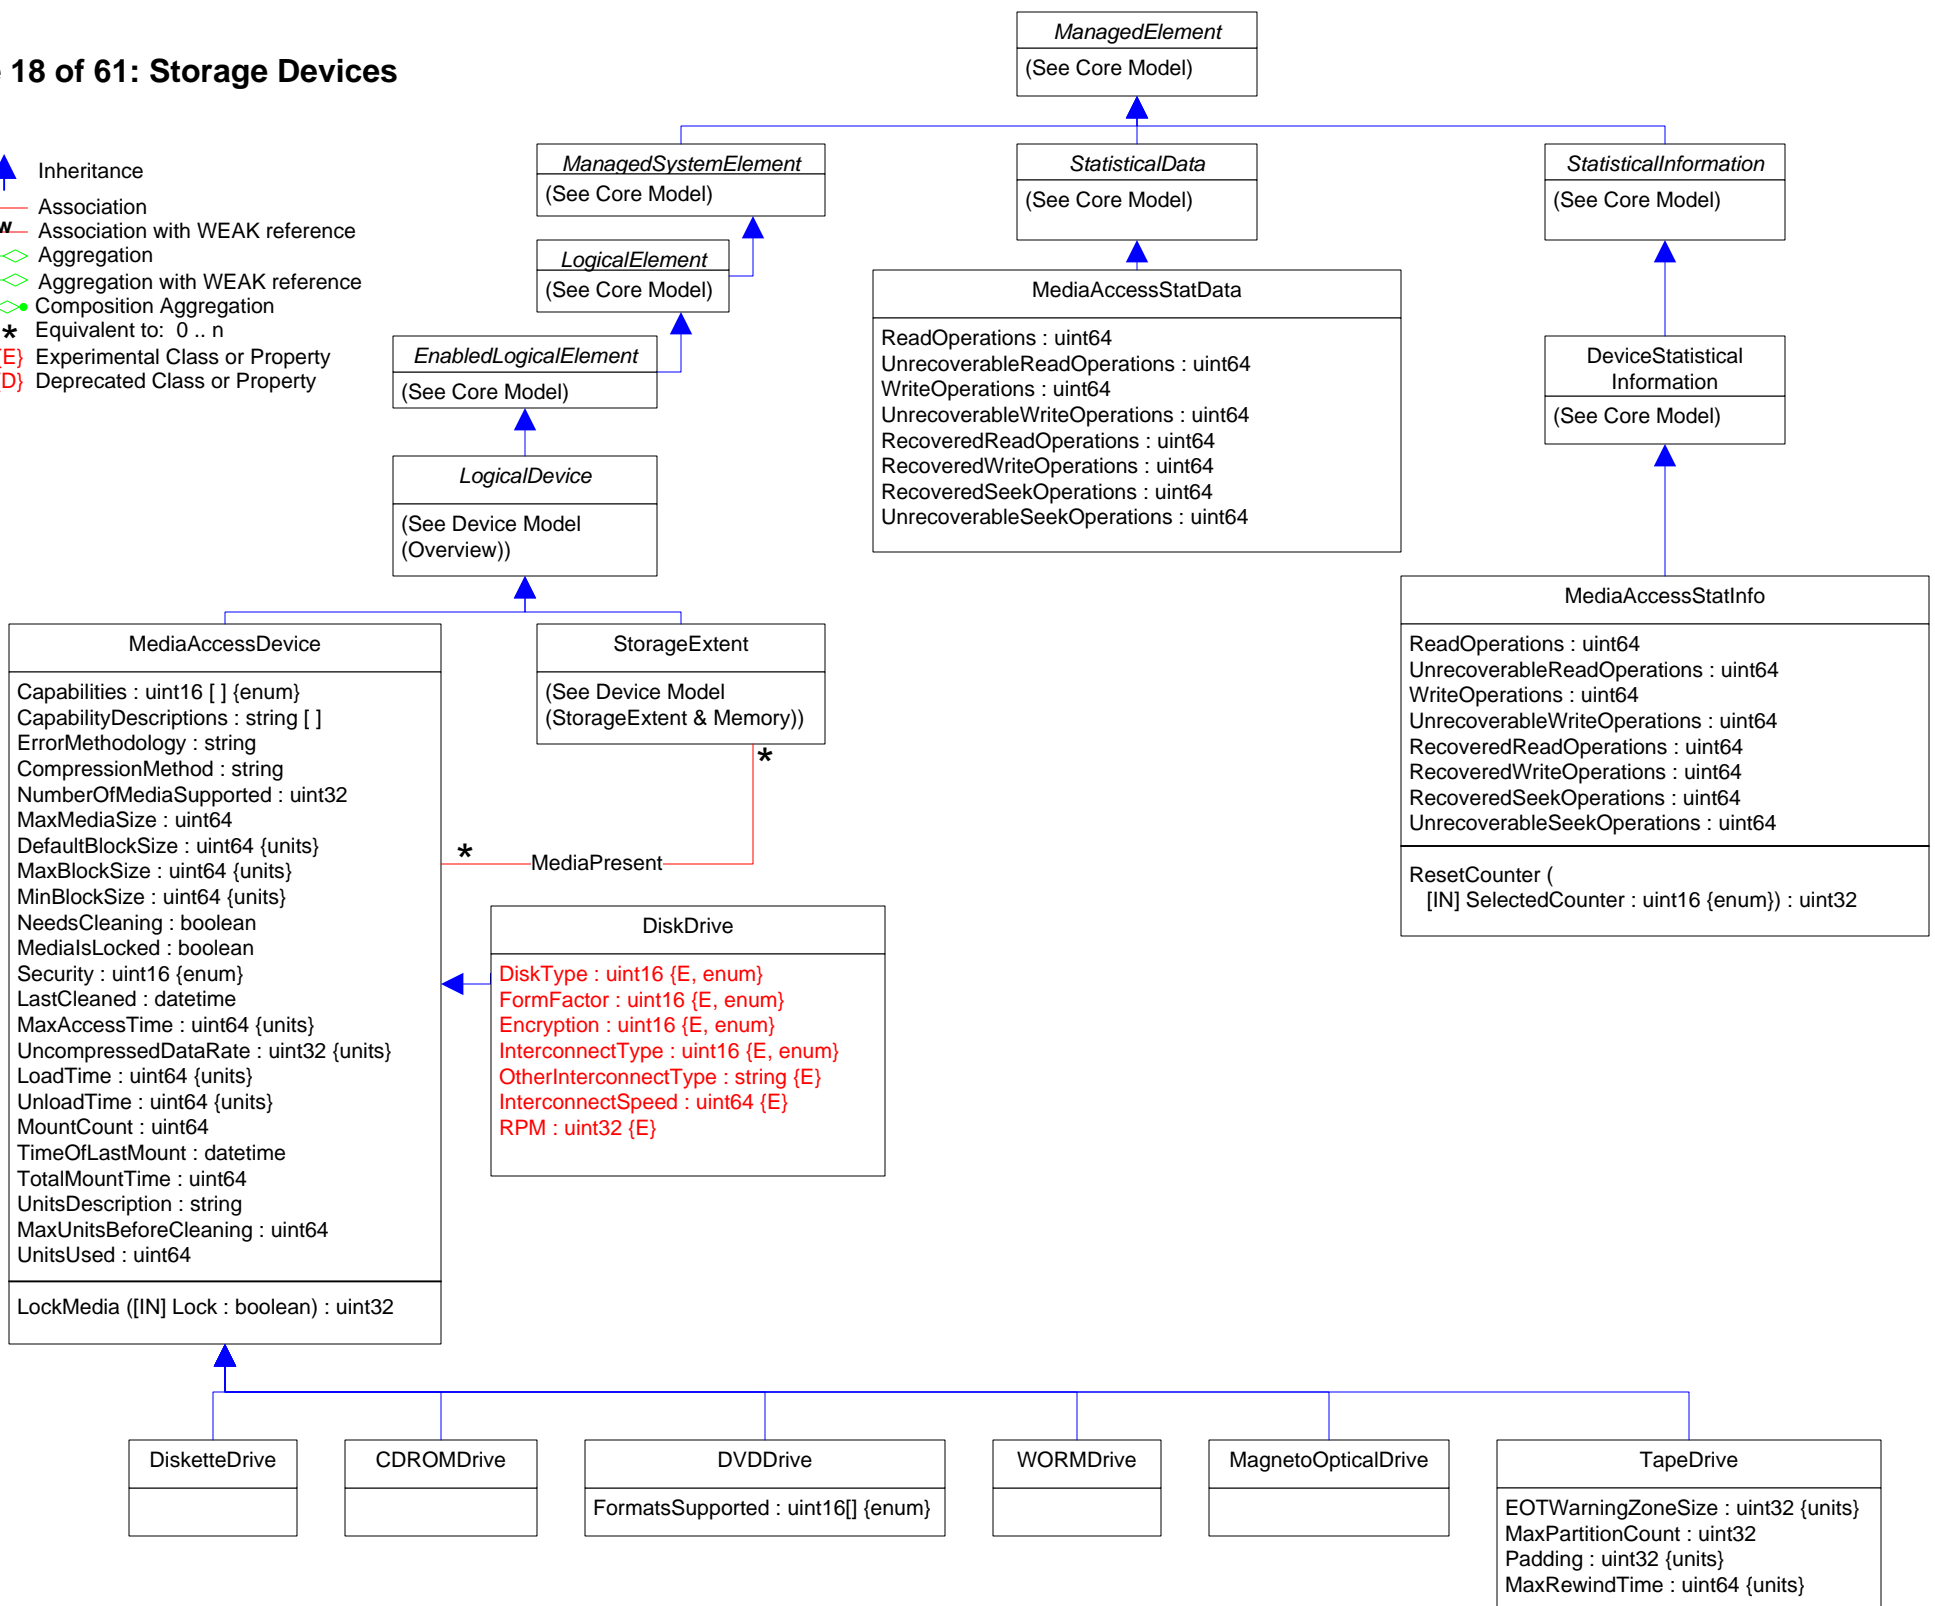 18 of 61: Storage Devices
Inheritance
Association
w
Association with WEAK reference
Aggregation
Aggregation with WEAK reference
Composition Aggregation
* Equivalent to: 0 .. n
{E} Experimental Class or Property
{D} Deprecated Class or Property
ManagedElement
(See Core Model)
ManagedSystemElement
(See Core Model)
StatisticalData
(See Core Model)
StatisticalInformation
(See Core Model)
LogicalElement
(See Core Model)
EnabledLogicalElement
(See Core Model)
LogicalDevice
(See Device Model
(Overview))
MediaAccessStatData
ReadOperations : uint64
UnrecoverableReadOperations : uint64
WriteOperations : uint64
UnrecoverableWriteOperations : uint64
RecoveredReadOperations : uint64
RecoveredWriteOperations : uint64
RecoveredSeekOperations : uint64
UnrecoverableSeekOperations : uint64
DeviceStatistical
Information
(See Core Model)
MediaAccessStatInfo
ReadOperations : uint64
UnrecoverableReadOperations : uint64
WriteOperations : uint64
UnrecoverableWriteOperations : uint64
RecoveredReadOperations : uint64
RecoveredWriteOperations : uint64
RecoveredSeekOperations : uint64
UnrecoverableSeekOperations : uint64
ResetCounter (
[IN] SelectedCounter : uint16 {enum}) : uint32
MediaAccessDevice
Capabilities : uint16 [ ] {enum}
CapabilityDescriptions : string [ ]
ErrorMethodology : string
CompressionMethod : string
NumberOfMediaSupported : uint32
MaxMediaSize : uint64
DefaultBlockSize : uint64 {units}
MaxBlockSize : uint64 {units}
MinBlockSize : uint64 {units}
NeedsCleaning : boolean
MediaIsLocked : boolean
Security : uint16 {enum}
LastCleaned : datetime
MaxAccessTime : uint64 {units}
UncompressedDataRate : uint32 {units}
LoadTime : uint64 {units}
UnloadTime : uint64 {units}
MountCount : uint64
TimeOfLastMount : datetime
TotalMountTime : uint64
UnitsDescription : string
MaxUnitsBeforeCleaning : uint64
UnitsUsed : uint64
LockMedia ([IN] Lock : boolean) : uint32
StorageExtent
(See Device Model
(StorageExtent & Memory))
*
*
MediaPresent
DiskDrive
DiskType : uint16 {E, enum}
FormFactor : uint16 {E, enum}
Encryption : uint16 {E, enum}
InterconnectType : uint16 {E, enum}
OtherInterconnectType : string {E}
InterconnectSpeed : uint64 {E}
RPM : uint32 {E}
DisketteDrive
CDROMDrive
DVDDrive
FormatsSupported : uint16[] {enum}
WORMDrive
MagnetoOpticalDrive
TapeDrive
EOTWarningZoneSize : uint32 {units}
MaxPartitionCount : uint32
Padding : uint32 {units}
MaxRewindTime : uint64 {units}